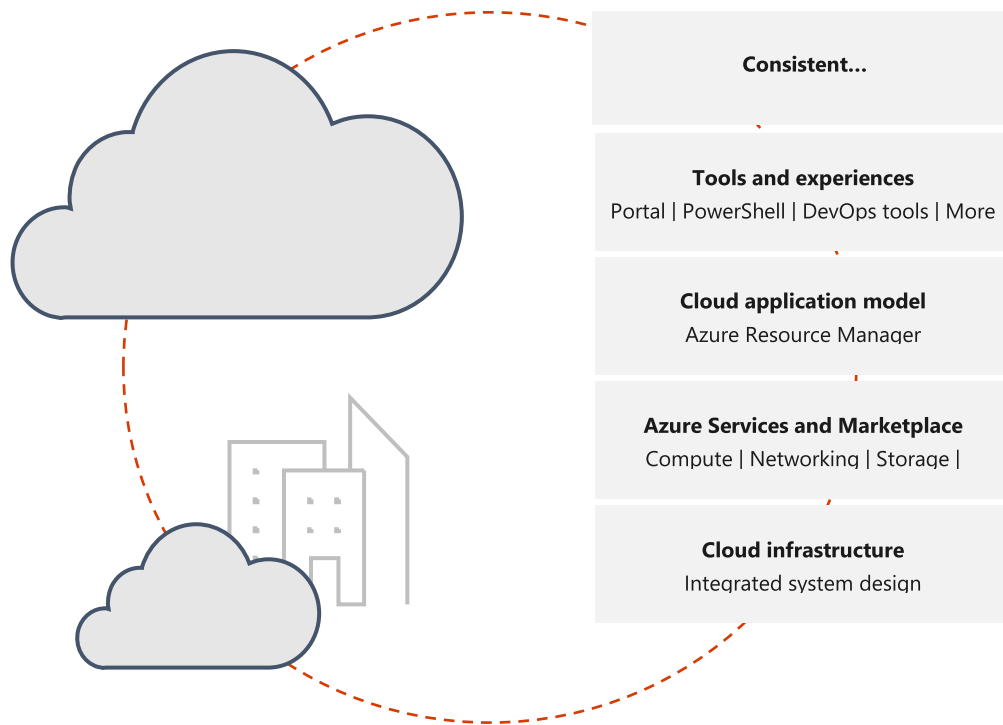 Consistent…
Tools and experiences
Portal | PowerShell | DevOps tools | More
Cloud application model
Azure Resource Manager
Azure Services and Marketplace
Compute | Networking | Storage |
Cloud infrastructure
Integrated system design